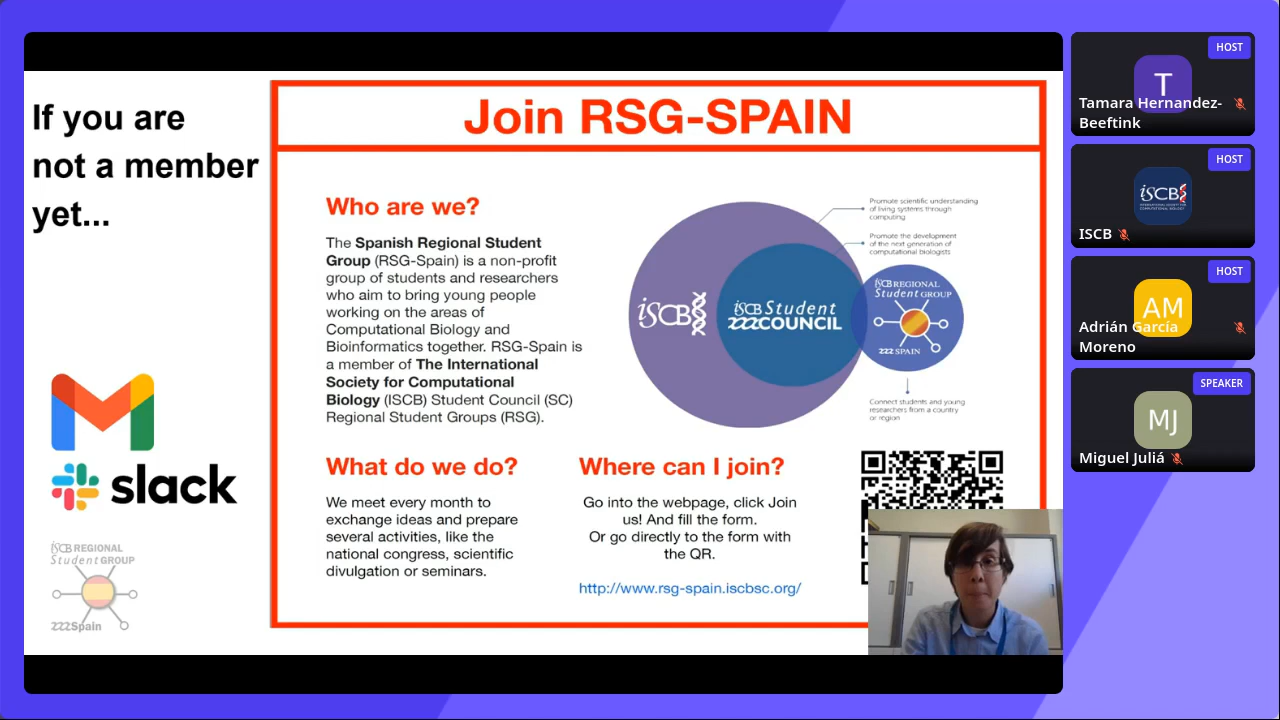 If you are
not a member
yet...
slack
iSCB REGIONAL
Student GROUP
Spain
Join RSG-SPAIN
Who are we?
The Spanish Regional Student
Group (RSG-Spain) is a non-profit
group of students and researchers
who aim to bring young people
working on the areas of
Computational Biology and
Bioinformatics together. RSG-Spain is
a member of The International
Society for Computational
Biology (ISCB) Student Council (SC)
Regional Student Groups (RSG).
iSCB
iSCB Student
COUNCIL
iSCB REGIONAL
Student GROUP
SPAIN
Promote scientific understanding
of living systems through
computing
Promote the development
of the next generation of
computational biologists
Connect students and young
researchers from a country
or region
What do we do?
We meet every month to
exchange ideas and prepare
several activities, like the
national congress, scientific
divulgation or seminars.
Where can I join?
Go into the webpage, click Join
us! And fill the form.
Or go directly to the form with
the QR.
http://www.rsg-spain.iscbsc.org/
HOST
T
Tamara Hernandez-
Beeftink
HOST
iSCB
ISCB
HOST
AM
Adrián García
Moreno
SPEAKER
MJ
Miguel Juliá